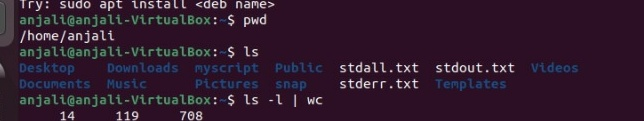 Try: sudo apt install <deb name>
anjali@anjali-VirtualBox:~$ pwd
/home/anjali
anjali@anjali-VirtualBox:~$ ls
Desktop Downloads myscript Public stdall.txt stdout.txt Videos
Documents Music Pictures snap stderr.txt Templates
anjali@anjali-VirtualBox:~$ ls -l | wc
14 119 708